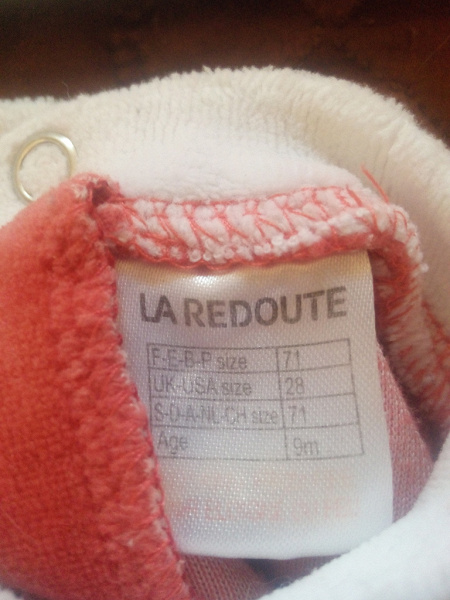 LA REDOUTE
F-E-B-P size 71
UK-USA size 28
S-D-A-NL-CH size 71
Age 9m